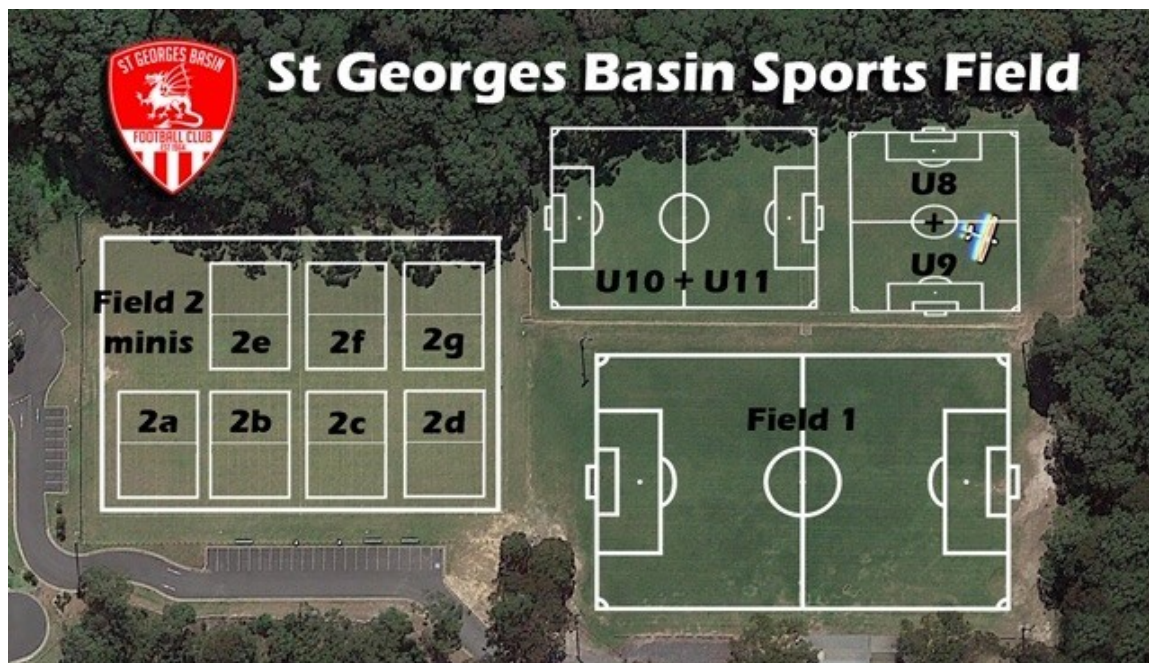 ST GEORGES BASIN
FOOTBALL CLUB
St Georges Basin Sports Field
U8
+
U9
U10 + U11
Field 2
minis
2e
2f
2g
2a
2b
2c
2d
Field 1